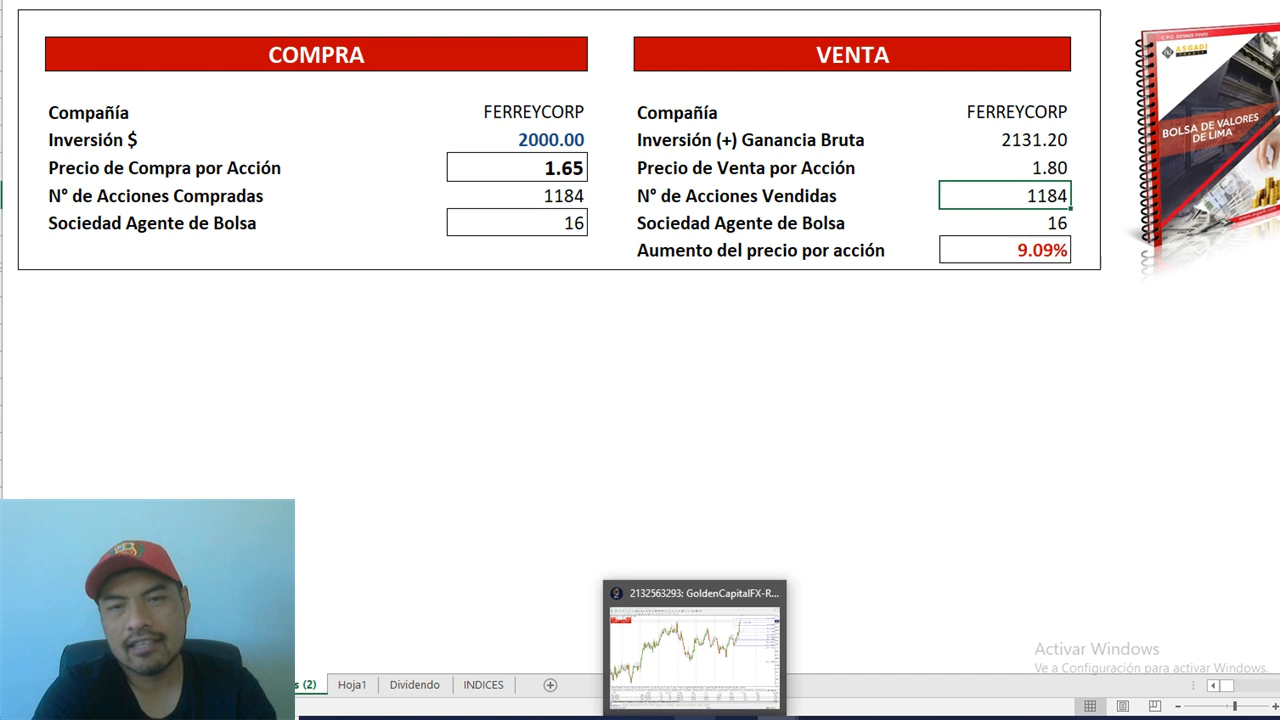 COMPRA
Compañía FERREYCORP
Inversión $ 2000.00
Precio de Compra por Acción 1.65
N° de Acciones Compradas 1184
Sociedad Agente de Bolsa 16
VENTA
Compañía FERREYCORP
Inversión (+) Ganancia Bruta 2131.20
Precio de Venta por Acción 1.80
N° de Acciones Vendidas 1184
Sociedad Agente de Bolsa 16
Aumento del precio por acción 9.09%
C.P.C. DENNIS
ASGADI
BOLSA DE VALORES
DE LIMA
2132563293: GoldenCapitalFX-R...
Activar Windows
Ve a Configuración para activar Windows.
s (2) Hoja1 Dividendo INDICES